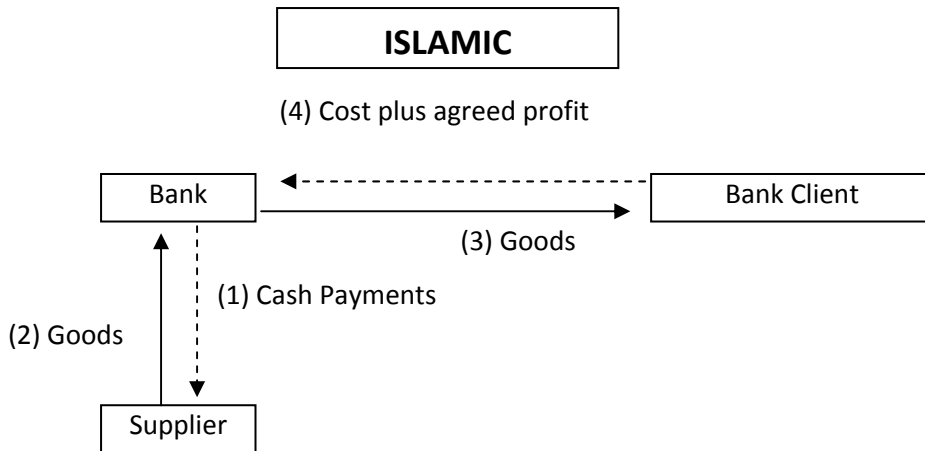 ISLAMIC
(4) Cost plus agreed profit
Bank
Bank Client
(3) Goods
(1) Cash Payments
(2) Goods
Supplier